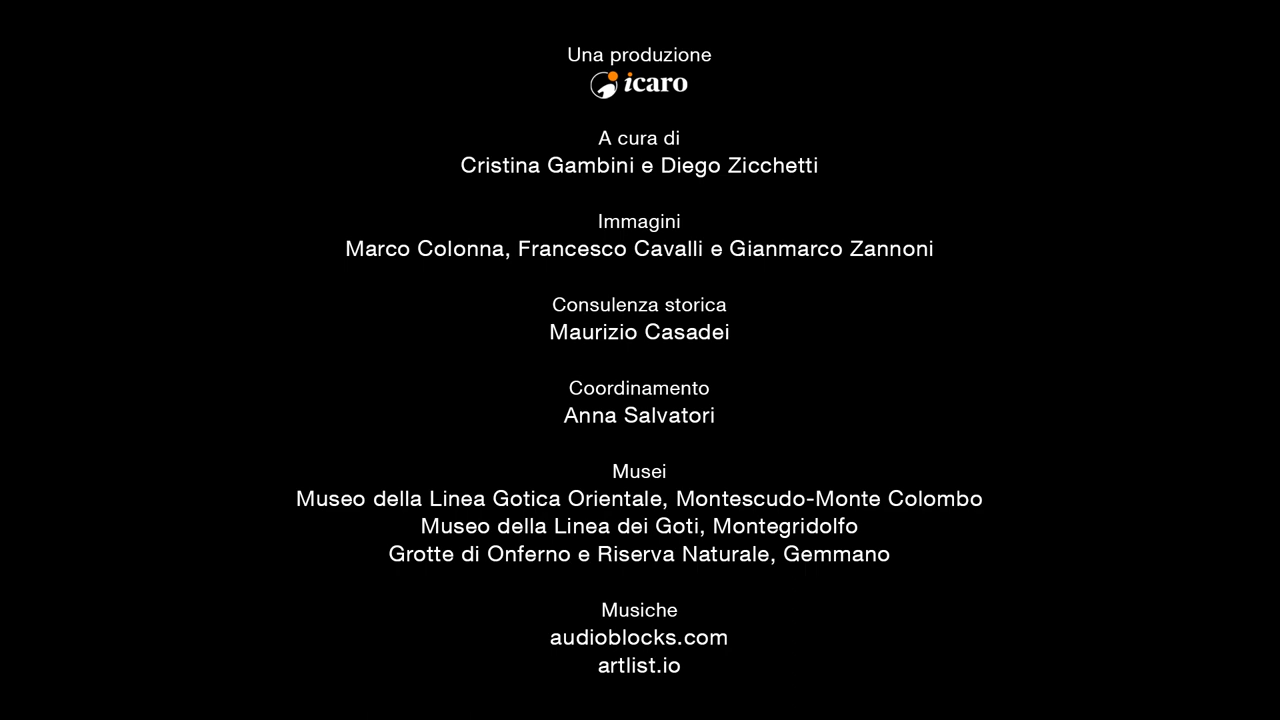 Una produzione
icaro
A cura di
Cristina Gambini e Diego Zicchetti
Immagini
Marco Colonna, Francesco Cavalli e Gianmarco Zannoni
Consulenza storica
Maurizio Casadei
Coordinamento
Anna Salvatori
Musei
Museo della Linea Gotica Orientale, Montescudo-Monte Colombo
Museo della Linea dei Goti, Montegridolfo
Grotte di Onferno e Riserva Naturale, Gemmano
Musiche
audioblocks.com
artlist.io